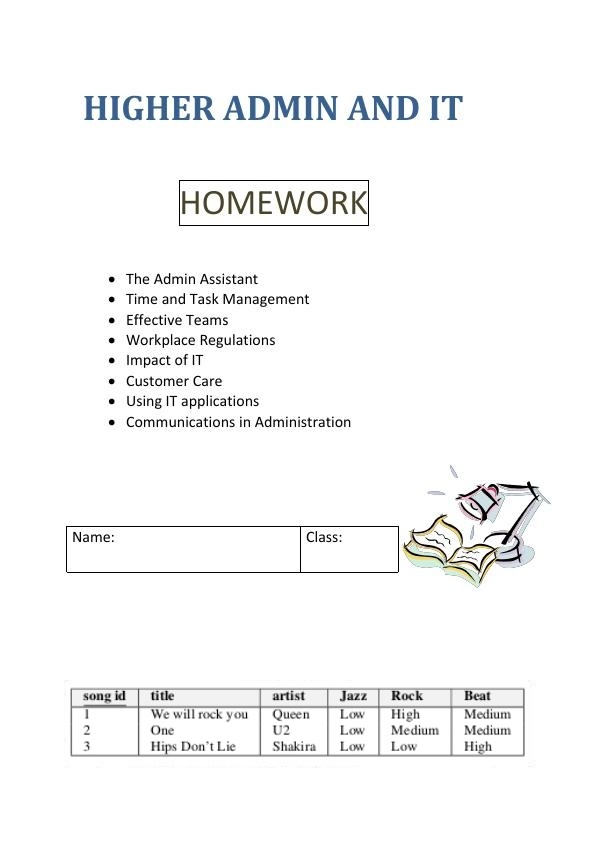 HIGHER ADMIN AND IT
HOMEWORK
• The Admin Assistant
• Time and Task Management
• Effective Teams
• Workplace Regulations
• Impact of IT
• Customer Care
• Using IT applications
• Communications in Administration
Name: Class:
song id title artist Jazz Rock Beat
1 We will rock you Queen Low High Medium
2 One U2 Low Medium Medium
3 Hips Don't Lie Shakira Low Low High